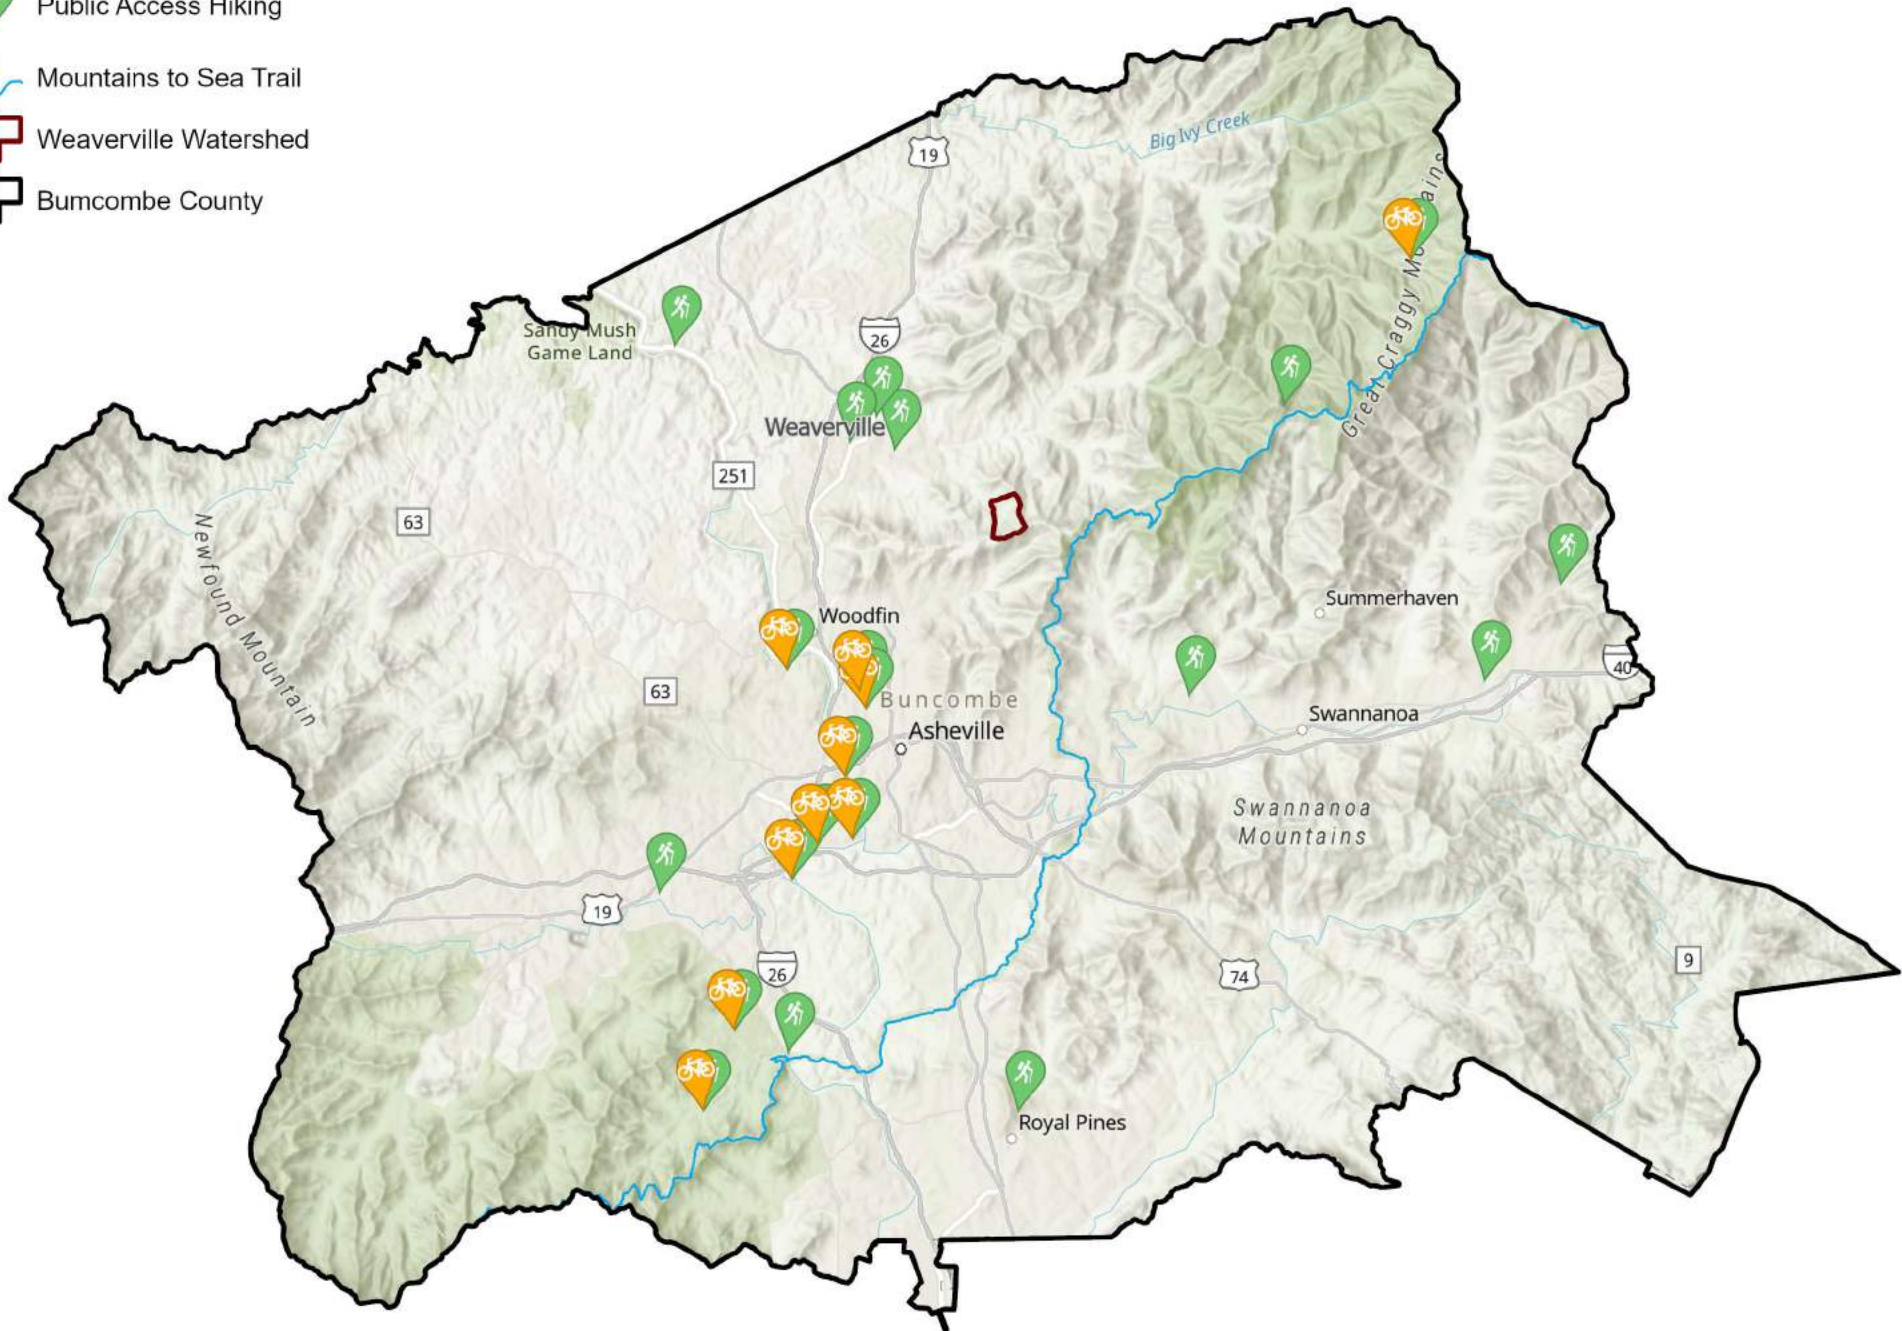 Public Access Hiking
Mountains to Sea Trail
Weaverville Watershed
Bumcombe County
Big Ivy Creek
19
Great Craggy Mountains
Sandy Mush
Game Land
26
Weaverville
251
63
Newfound Mountain
Summerhaven
Woodfin
40
63
Buncombe
Swannanoa
Asheville
Swannanoa
Mountains
19
26
74
9
Royal Pines